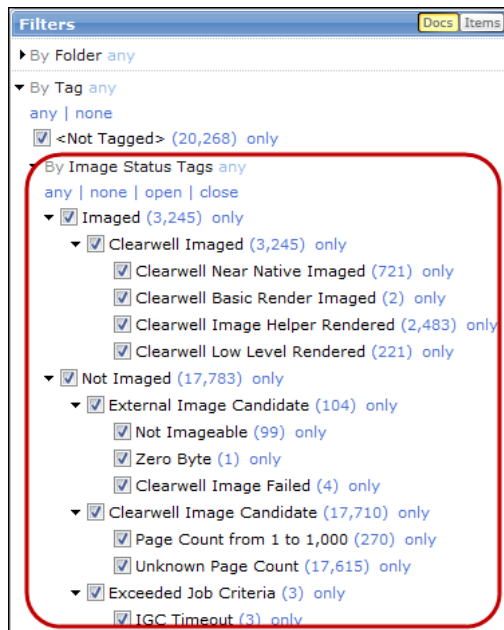 Filters Docs Items
By Folder any
By Tag any
any | none
<Not Tagged> (20,268) only
By Image Status Tags any
any | none | open | close
Imaged (3,245) only
Clearwell Imaged (3,245) only
Clearwell Near Native Imaged (721) only
Clearwell Basic Render Imaged (2) only
Clearwell Image Helper Rendered (2,483) only
Clearwell Low Level Rendered (221) only
Not Imaged (17,783) only
External Image Candidate (104) only
Not Imageable (99) only
Zero Byte (1) only
Clearwell Image Failed (4) only
Clearwell Image Candidate (17,710) only
Page Count from 1 to 1,000 (270) only
Unknown Page Count (17,615) only
Exceeded Job Criteria (3) only
IGC Timeout (3) only